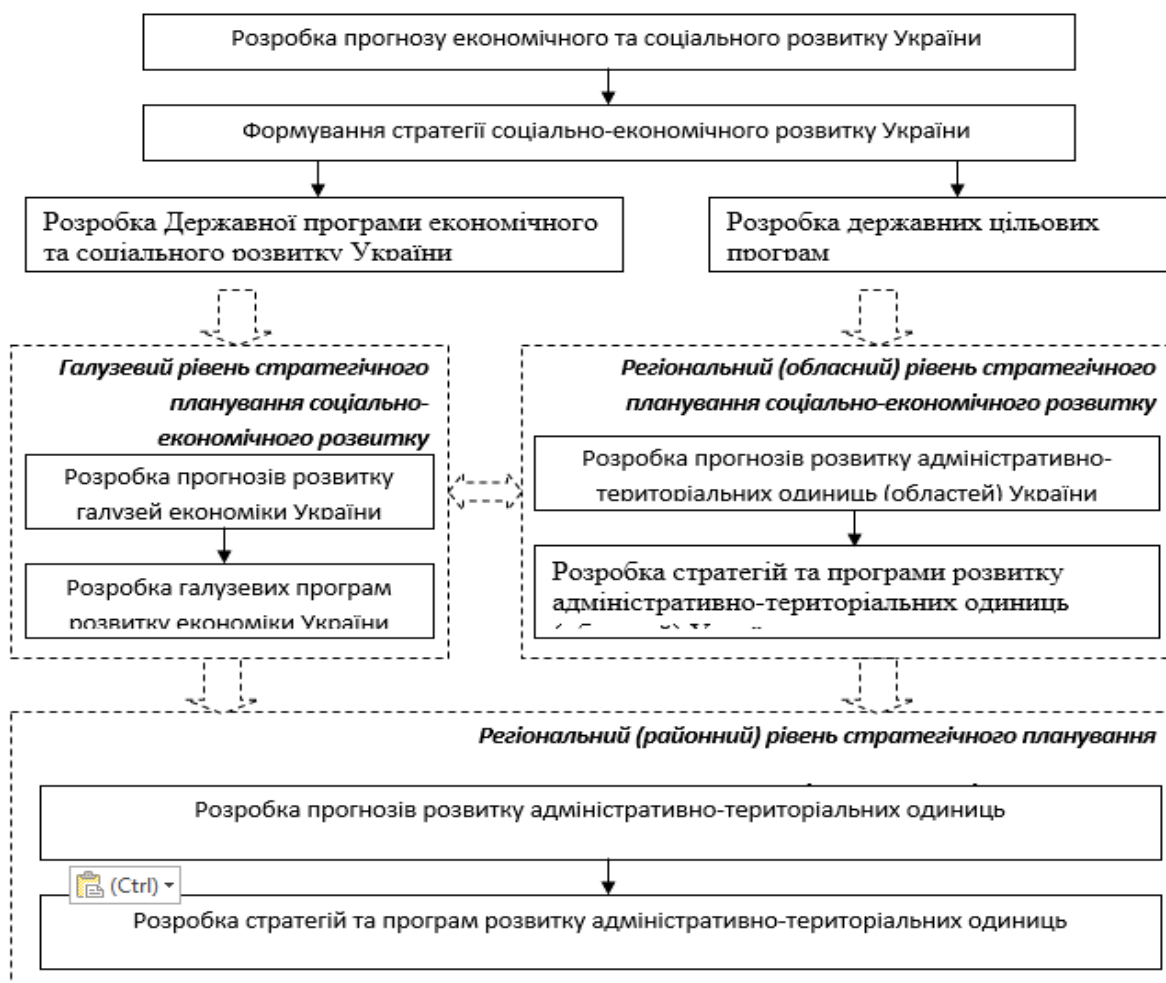 Розробка прогнозу економічного та соціального розвитку України
Формування стратегії соціально-економічного розвитку України
Розробка Державної програми економічного
та соціального розвитку України
Розробка державних цільових
програм
Галузевий рівень стратегічного
планування соціально-
економічного розвитку
Розробка прогнозів розвитку
галузей економіки України
Розробка галузевих програм
розвитку економіки України
Регіональний (обласний) рівень стратегічного
планування соціально-економічного розвитку
Розробка прогнозів розвитку адміністративно-
територіальних одиниць (областей) України
Розробка стратегій та програми розвитку
адміністративно-територіальних одиниць
Регіональний (районний) рівень стратегічного планування
Розробка прогнозів розвитку адміністративно-територіальних одиниць
(Ctrl)
Розробка стратегій та програм розвитку адміністративно-територіальних одиниць